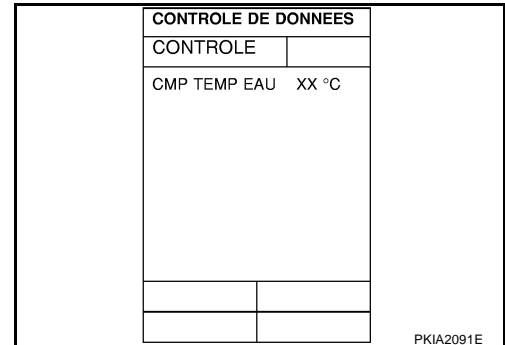 CONTROLE DE DONNEES
CONTROLE
CMP TEMP EAU XX °C
PKIA2091E